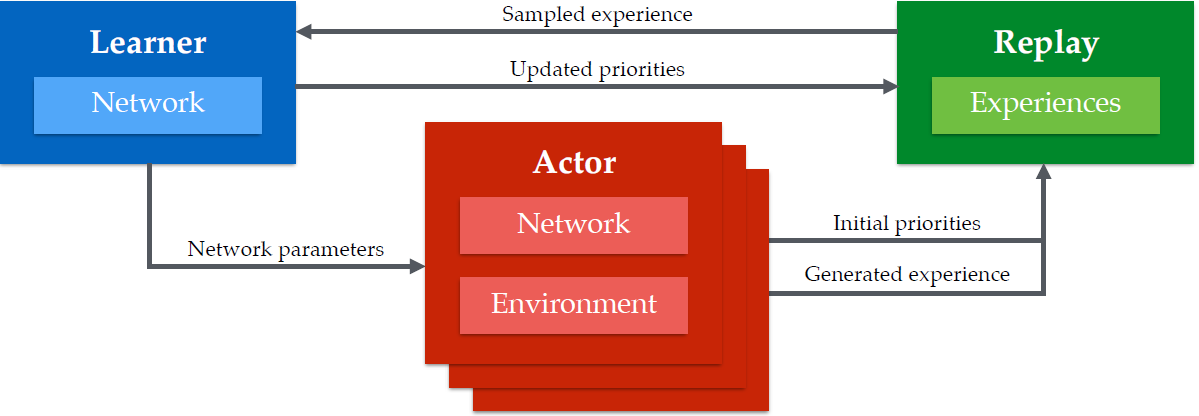 Sampled experience
Learner
Replay
Updated priorities
Network
Experiences
Actor
Network
Initial priorities
Network parameters
Generated experience
Environment